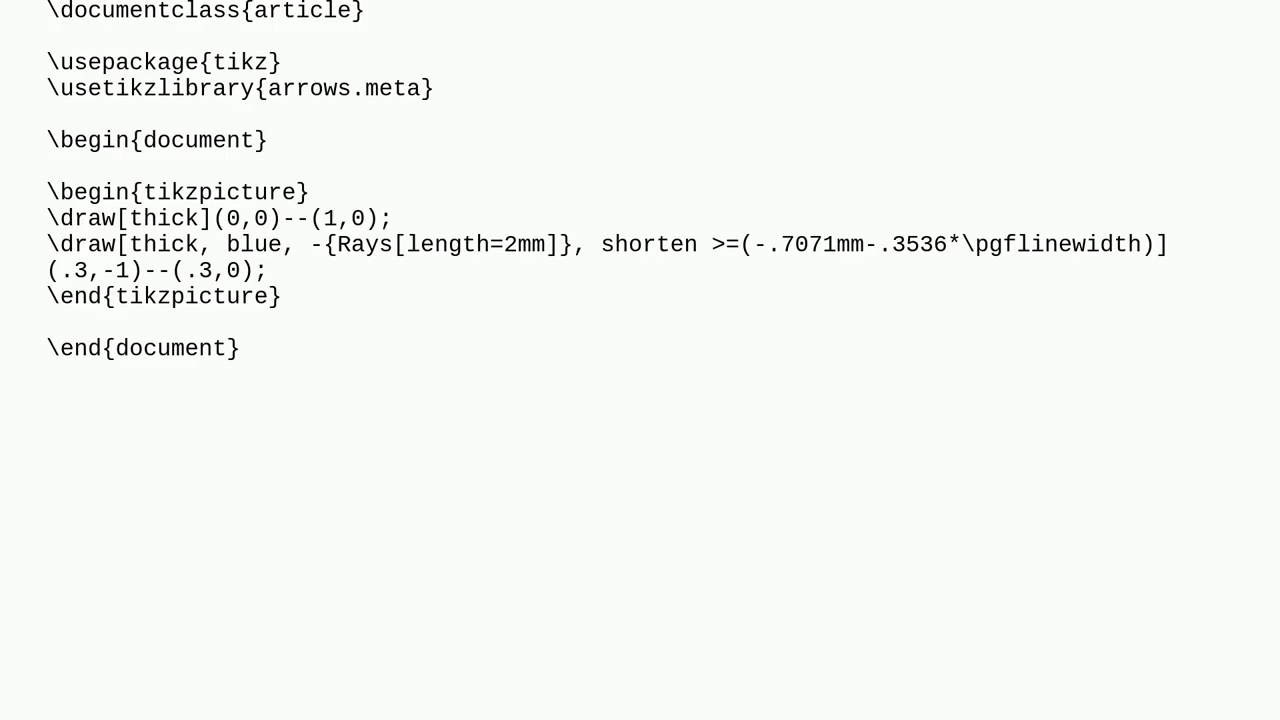 \documentclass{article}
\usepackage{tikz}
\usetikzlibrary{arrows.meta}
\begin{document}
\begin{tikzpicture}
\draw[thick](0,0)--(1,0);
\draw[thick, blue, -{Rays[length=2mm]}, shorten >=(-.7071mm-.3536*\pgflinewidth)]
(.3,-1)--(.3,0);
\end{tikzpicture}
\end{document}